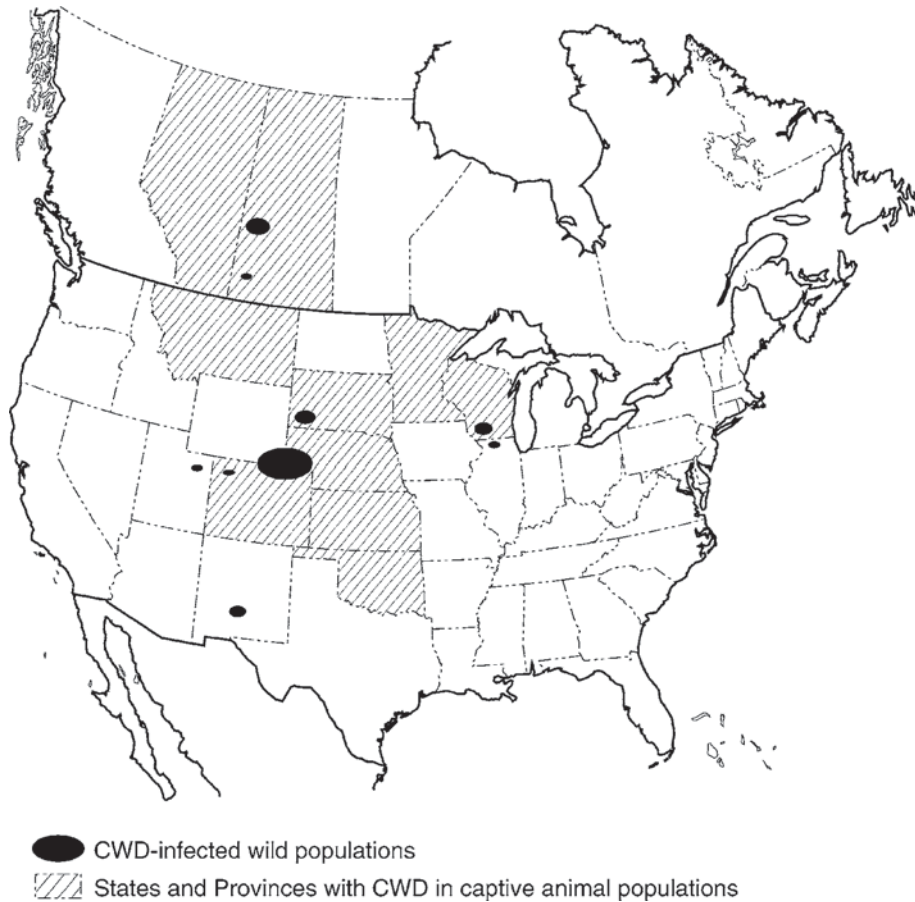 CWD-infected wild populations
States and Provinces with CWD in captive animal populations